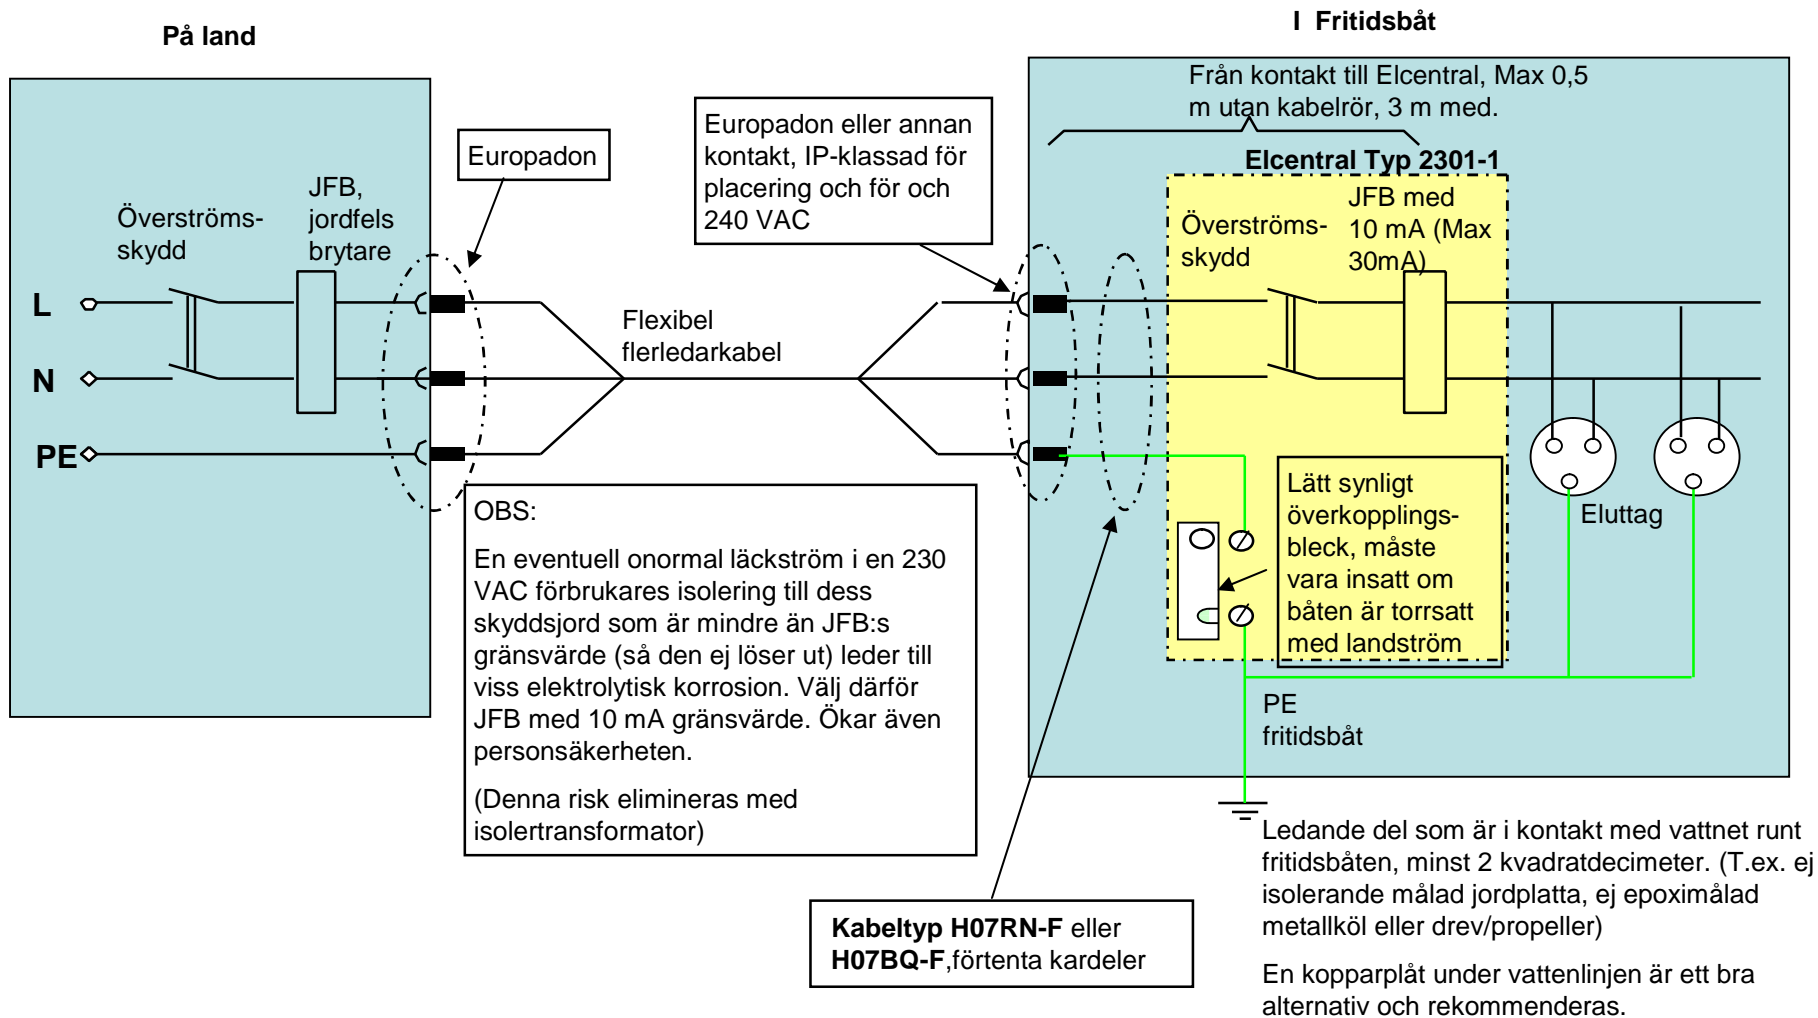 På land
I Fritidsbåt
Från kontakt till Elcentral, Max 0,5
m utan kabelrör, 3 m med.
Europadon eller annan
kontakt, IP-klassad för
placering och för och
240 VAC
Europadon
Elcentral Typ 2301-1
JFB,
jordfels
brytare
Överströms-
skydd
Överströms-
skydd
JFB med
10 mA (Max
30mA)
L
N
PE
Flexibel
flerledarkabel
OBS:
En eventuell onormal läckström i en 230
VAC förbrukares isolering till dess
skyddsjord som är mindre än JFB:s
gränsvärde (så den ej löser ut) leder till
viss elektrolytisk korrosion. Välj därför
JFB med 10 mA gränsvärde. Ökar även
personsäkerheten.
(Denna risk elimineras med
isolertransformator)
Lätt synligt
överkopplings-
bleck, måste
vara insatt om
båten är torrsatt
med landström
Eluttag
PE
fritidsbåt
Ledande del som är i kontakt med vattnet runt
fritidsbåten, minst 2 kvadratdecimeter. (T.ex. ej
isolerande målad jordplatta, ej epoximålad
metallköl eller drev/propeller)
En kopparplåt under vattenlinjen är ett bra
alternativ och rekommenderas.
Kabeltyp H07RN-F eller
H07BQ-F,förtenta kardeler